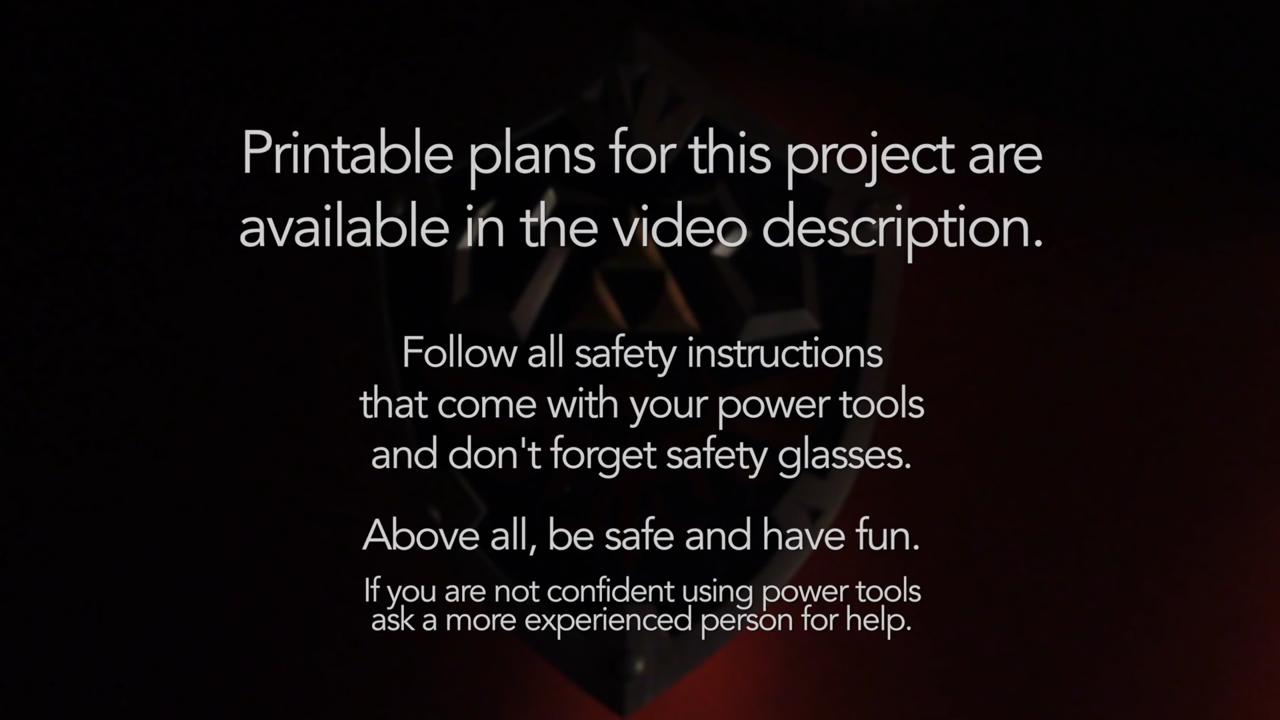 Printable plans for this project are
available in the video description.
Follow all safety instructions
that come with your power tools
and don't forget safety glasses.
Above all, be safe and have fun.
If you are not confident using power tools
ask a more experienced person for help.